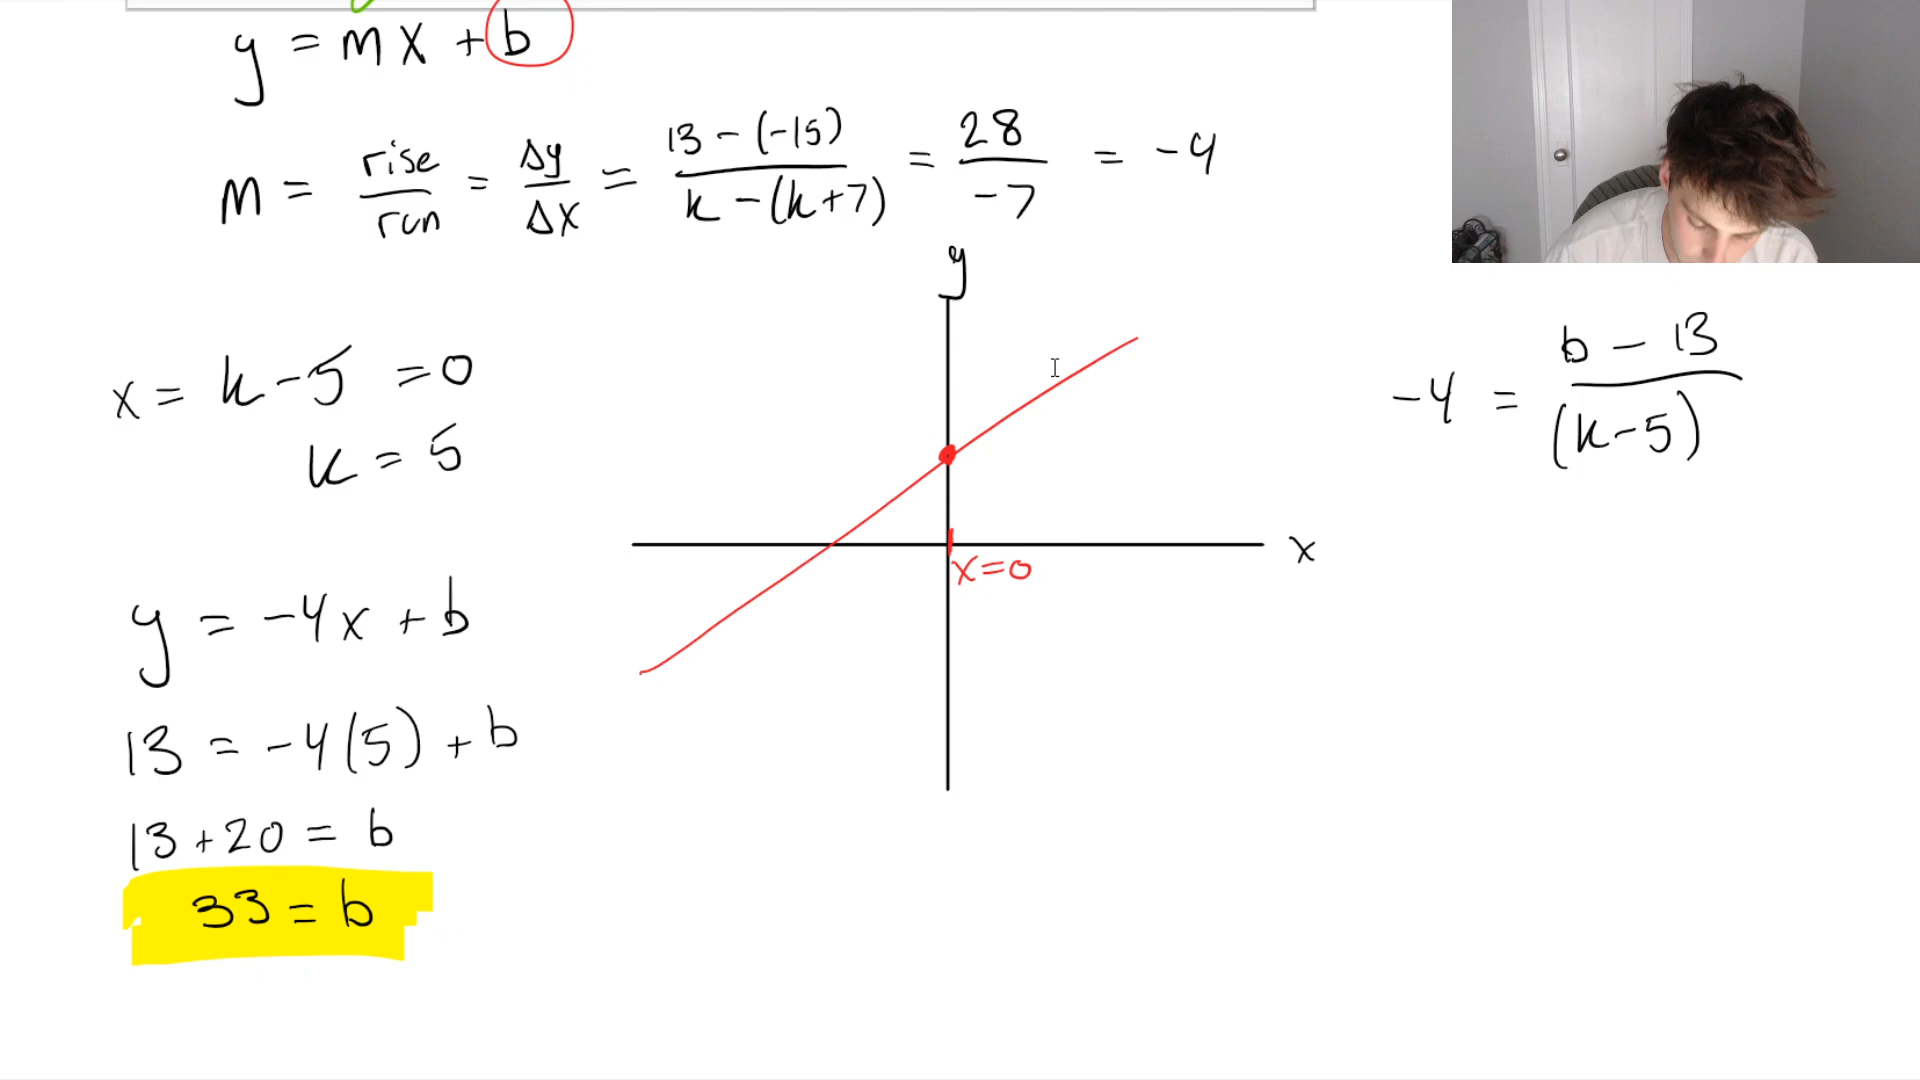 y = mx + b
m = rise/run = Δy/Δx = 13 - (-15)/k - (k+7) = 28/-7 = -4
y
x = k - 5 = 0
k = 5
-4 = b - 13/(k-5)
x
x=0
y = -4x + b
13 = -4(5) + b
13 + 20 = b
33 = b